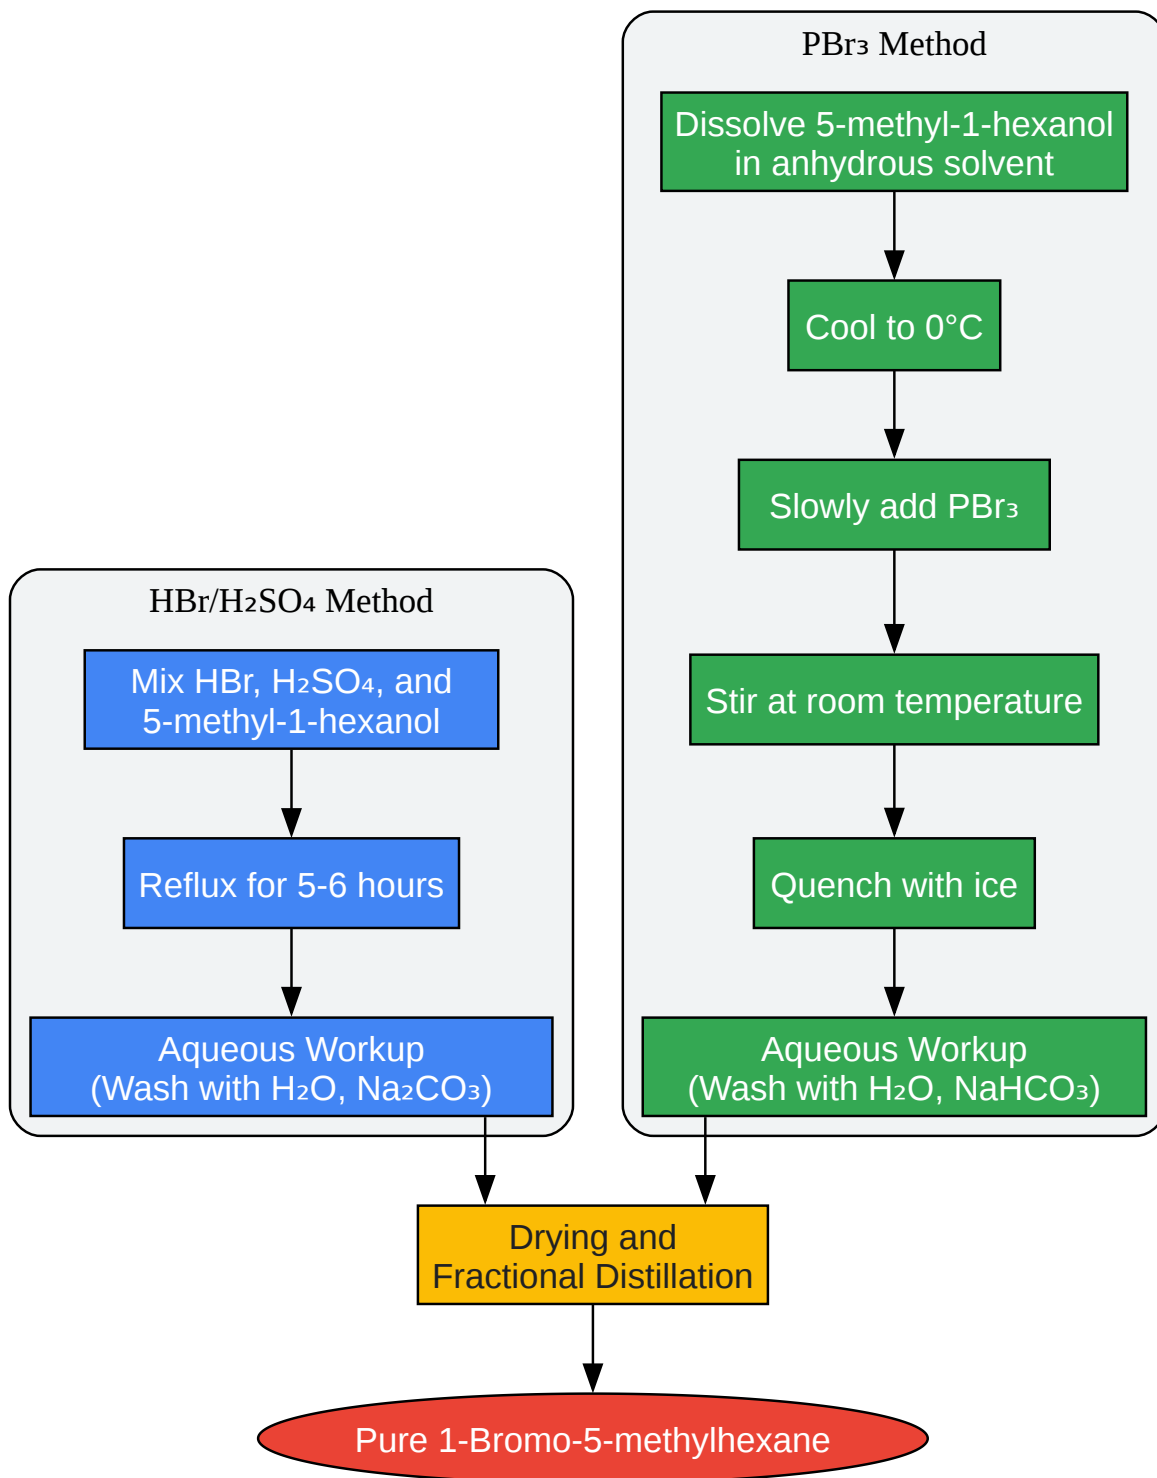 PBr₃ Method
Dissolve 5-methyl-1-hexanol
in anhydrous solvent
Cool to 0°C
Slowly add PBr₃
Stir at room temperature
Quench with ice
Aqueous Workup
(Wash with H₂O, NaHCO₃)
HBr/H₂SO₄ Method
Mix HBr, H₂SO₄, and
5-methyl-1-hexanol
Reflux for 5-6 hours
Aqueous Workup
(Wash with H₂O, Na₂CO₃)
Drying and
Fractional Distillation
Pure 1-Bromo-5-methylhexane